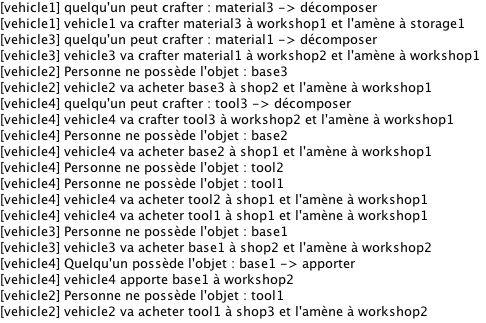 [vehicle1] quelqu'un peut crafter : material3 -> décomposer
[vehicle1] vehicle1 va crafter material3 à workshop1 et l'amène à storage1
[vehicle3] quelqu'un peut crafter : material1 -> décomposer
[vehicle3] vehicle3 va crafter material1 à workshop2 et l'amène à workshop1
[vehicle2] Personne ne possède l'objet : base3
[vehicle2] vehicle2 va acheter base3 à shop2 et l'amène à workshop1
[vehicle4] quelqu'un peut crafter : tool3 -> décomposer
[vehicle4] vehicle4 va crafter tool3 à workshop2 et l'amène à workshop1
[vehicle4] Personne ne possède l'objet : base2
[vehicle4] vehicle4 va acheter base2 à shop1 et l'amène à workshop1
[vehicle4] Personne ne possède l'objet : tool2
[vehicle4] Personne ne possède l'objet : tool1
[vehicle4] vehicle4 va acheter tool2 à shop1 et l'amène à workshop1
[vehicle4] vehicle4 va acheter tool1 à shop1 et l'amène à workshop1
[vehicle3] Personne ne possède l'objet : base1
[vehicle3] vehicle3 va acheter base1 à shop2 et l'amène à workshop2
[vehicle4] Quelqu'un possède l'objet : base1 -> apporter
[vehicle4] vehicle4 apporte base1 à workshop2
[vehicle2] Personne ne possède l'objet : tool1
[vehicle2] vehicle2 va acheter tool1 à shop3 et l'amène à workshop2